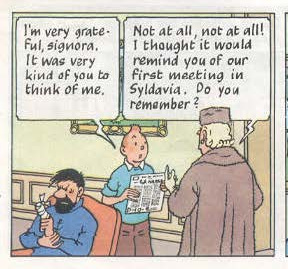 I'm very grate-
ful, signora.
It was very
kind of you to
think of me.
Not at all, not at all!
I thought it would
remind you of our
first meeting in
Syldavia. Do you
remember?